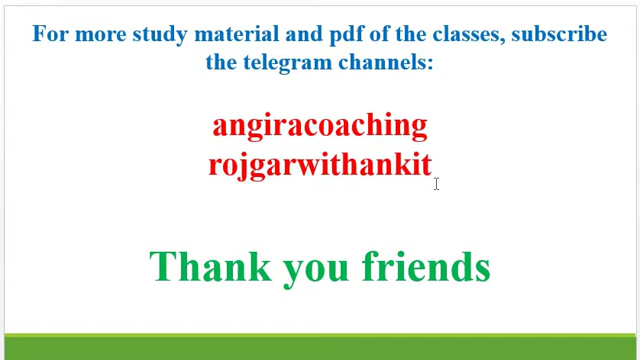 For more study material and pdf of the classes, subscribe
the telegram channels:
angiracoaching
rojgarwithankit
Thank you friends